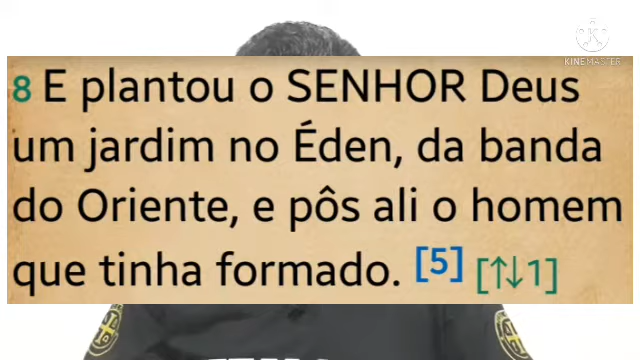 KINEMASTER
8 E plantou o SENHOR Deus
um jardim no Éden, da banda
do Oriente, e pôs ali o homem
que tinha formado. [5] [↑↓1]